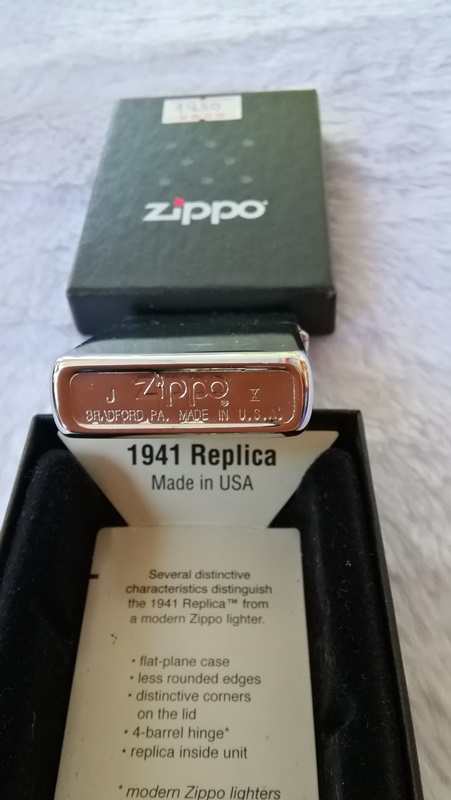 zippo
J Zippo X
BRADFORD, PA. MADE IN U.S.A.
1941 Replica
Made in USA
Several distinctive
characteristics distinguish
the 1941 Replica™ from
a modern Zippo lighter.
• flat-plane case
• less rounded edges
• distinctive corners
on the lid
• 4-barrel hinge*
• replica inside unit
* modern Zippo lighters